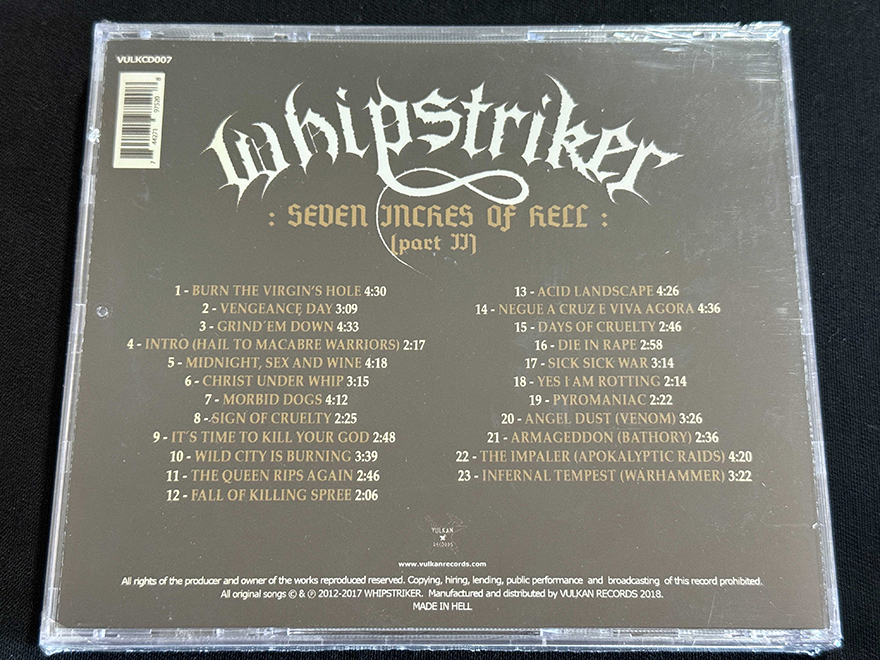 VULKCD007
7 44271 97520 8
Whipstriker
: SEVEN INCHES OF HELL :
(part II)
1 - BURN THE VIRGIN'S HOLE 4:30
2 - VENGEANCE DAY 3:09
3 - GRIND'EM DOWN 4:33
4 - INTRO (HAIL TO MACABRE WARRIORS) 2:17
5 - MIDNIGHT, SEX AND WINE 4:18
6 - CHRIST UNDER WHIP 3:15
7 - MORBID DOGS 4:12
8 - SIGN OF CRUELTY 2:25
9 - IT'S TIME TO KILL YOUR GOD 2:48
10 - WILD CITY IS BURNING 3:39
11 - THE QUEEN RIPS AGAIN 2:46
12 - FALL OF KILLING SPREE 2:06
13 - ACID LANDSCAPE 4:26
14 - NEGUE A CRUZ E VIVA AGORA 4:36
15 - DAYS OF CRUELTY 2:46
16 - DIE IN RAPE 2:58
17 - SICK SICK WAR 3:14
18 - YES I AM ROTTING 2:14
19 - PYROMANIAC 2:22
20 - ANGEL DUST (VENOM) 3:26
21 - ARMAGEDDON (BATHORY) 2:36
22 - THE IMPALER (APOKALYPTIC RAIDS) 4:20
23 - INFERNAL TEMPEST (WARHAMMER) 3:22
VULKAN
RECORDS
www.vulkanrecords.com
All rights of the producer and owner of the works reproduced reserved. Copying, hiring, lending, public performance and broadcasting of this record prohibited.
All original songs © & ℗ 2012-2017 WHIPSTRIKER. Manufactured and distributed by VULKAN RECORDS 2018.
MADE IN HELL